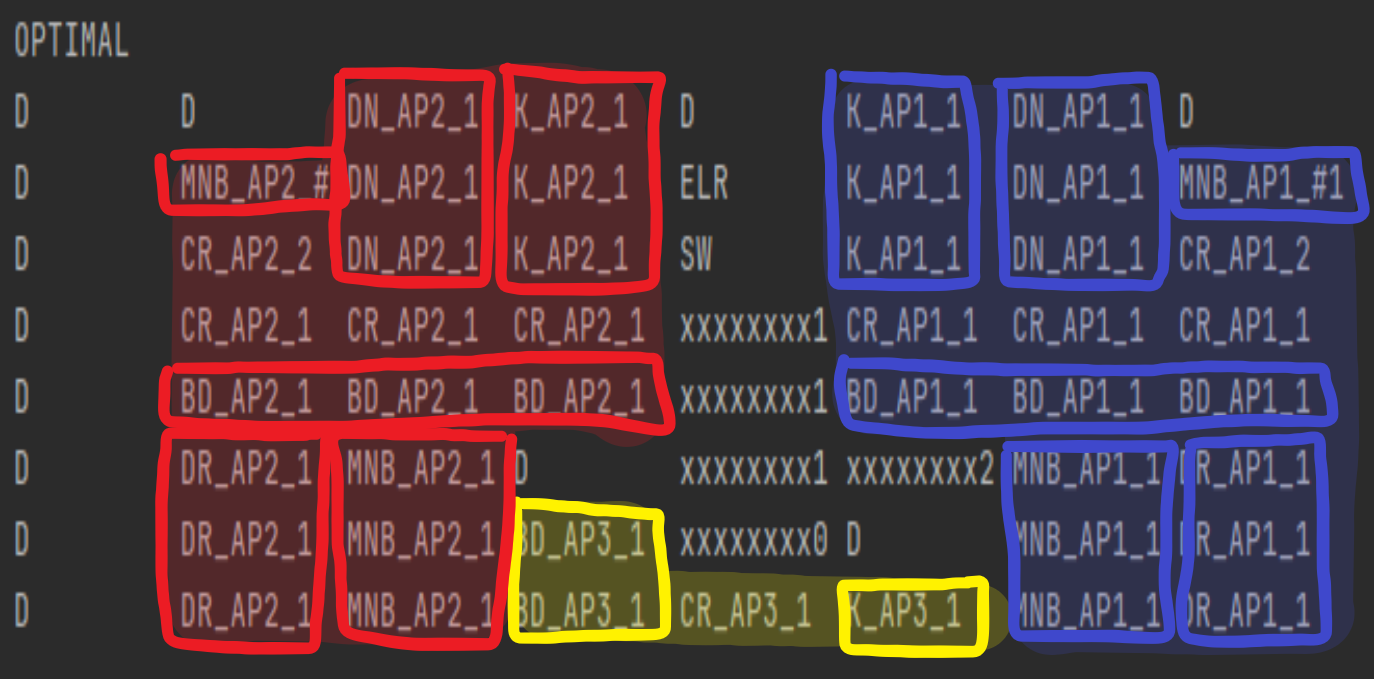 OPTIMAL
D D DN_AP2_1 K_AP2_1 D K_AP1_1 DN_AP1_1 D
D MNB_AP2_# DN_AP2_1 K_AP2_1 ELR K_AP1_1 DN_AP1_1 MNB_AP1_#1
D CR_AP2_2 DN_AP2_1 K_AP2_1 SW K_AP1_1 DN_AP1_1 CR_AP1_2
D CR_AP2_1 CR_AP2_1 CR_AP2_1 xxxxxxxx1 CR_AP1_1 CR_AP1_1 CR_AP1_1
D BD_AP2_1 BD_AP2_1 BD_AP2_1 xxxxxxxx1 BD_AP1_1 BD_AP1_1 BD_AP1_1
D DR_AP2_1 MNB_AP2_1 D xxxxxxxx1 xxxxxxxx2 MNB_AP1_1 DR_AP1_1
D DR_AP2_1 MNB_AP2_1 BD_AP3_1 xxxxxxxx0 D MNB_AP1_1 DR_AP1_1
D DR_AP2_1 MNB_AP2_1 BD_AP3_1 CR_AP3_1 K_AP3_1 MNB_AP1_1 DR_AP1_1